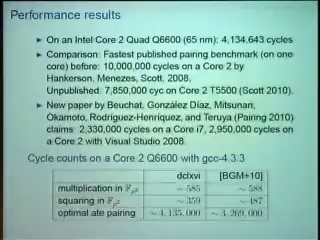 Performance results
On an Intel Core 2 Quad Q6600 (65 nm): 4,134,643 cycles
Comparison: Fastest published pairing benchmark (on one
core) before: 10,000,000 cycles on a Core 2 by
Hankerson, Menezes, Scott, 2008,
Unpublished: 7,850,000 cyc on Core 2 T5500 (Scott 2010).
New paper by Beuchat, González Díaz, Mitsunari,
Okamoto, Rodríguez-Henríquez, and Teruya (Pairing 2010)
claims: 2,330,000 cycles on a Core i7, 2,950,000 cycles on
a Core 2 with Visual Studio 2008.
Cycle counts on a Core 2 Q6600 with gcc-4.3.3
dclxvi [BGM+10]
multiplication in 𝔽p² ~ 585 ~ 588
squaring in 𝔽p² ~ 359 ~ 487
optimal ate pairing ~ 4,135,000 ~ 3,269,000